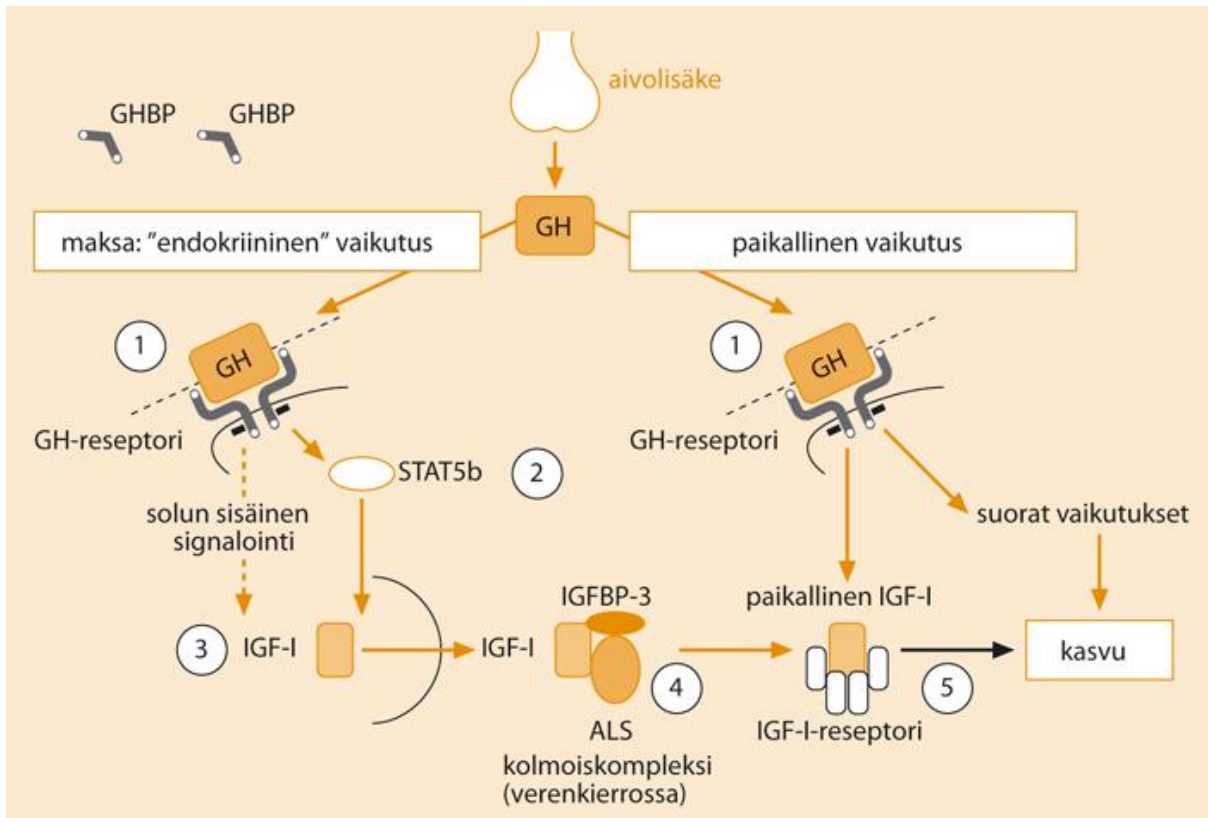 aivolisäke
GHBP
GHBP
GH
maksa: ”endokriininen” vaikutus
paikallinen vaikutus
1
GH
GH-reseptori
1
GH
GH-reseptori
STAT5b
2
solun sisäinen
signalointi
suorat vaikutukset
3
IGF-I
IGF-I
IGFBP-3
4
ALS
kolmoiskompleksi
(verenkierrossa)
paikallinen IGF-I
5
IGF-I-reseptori
kasvu